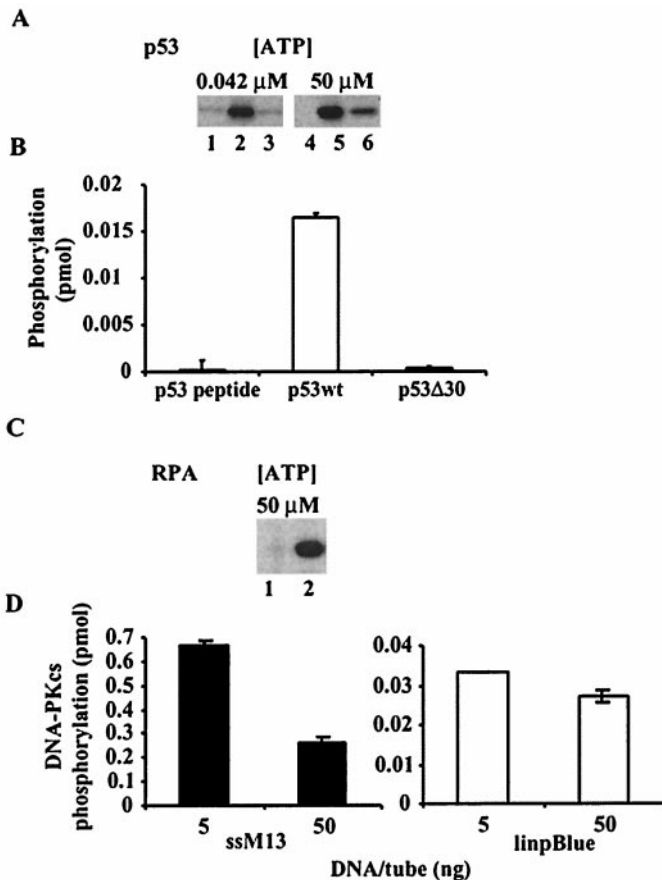 A
p53 [ATP]
0.042 μM 50 μM
1 2 3 4 5 6
B
Phosphorylation
(pmol)
0.02
0.015
0.01
0.005
0
p53 peptide p53wt p53Δ30
C
RPA [ATP]
50 μM
1 2
D
DNA-PKcs
phosphorylation (pmol)
0.7
0.6
0.5
0.4
0.3
0.2
0.1
0
5 50
ssM13
0.04
0.03
0.02
0.01
0.00
5 50
linpBlue
DNA/tube (ng)